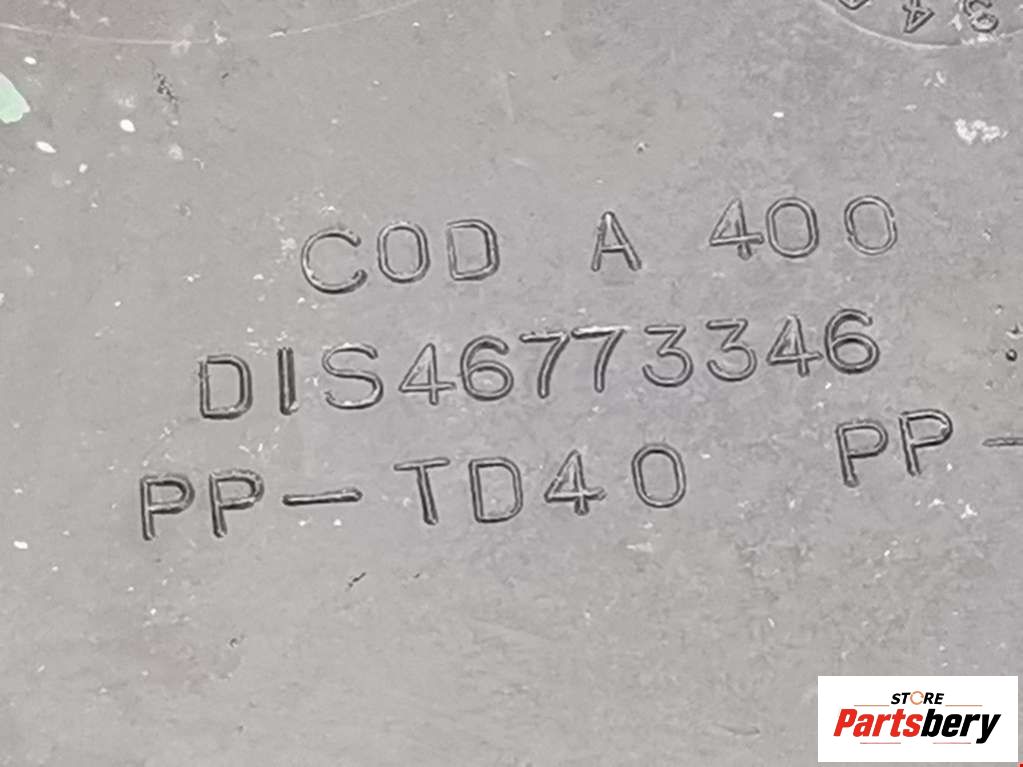 COD A 400
DIS46773346
PP-TD40 PP-
STORE
Partsbery